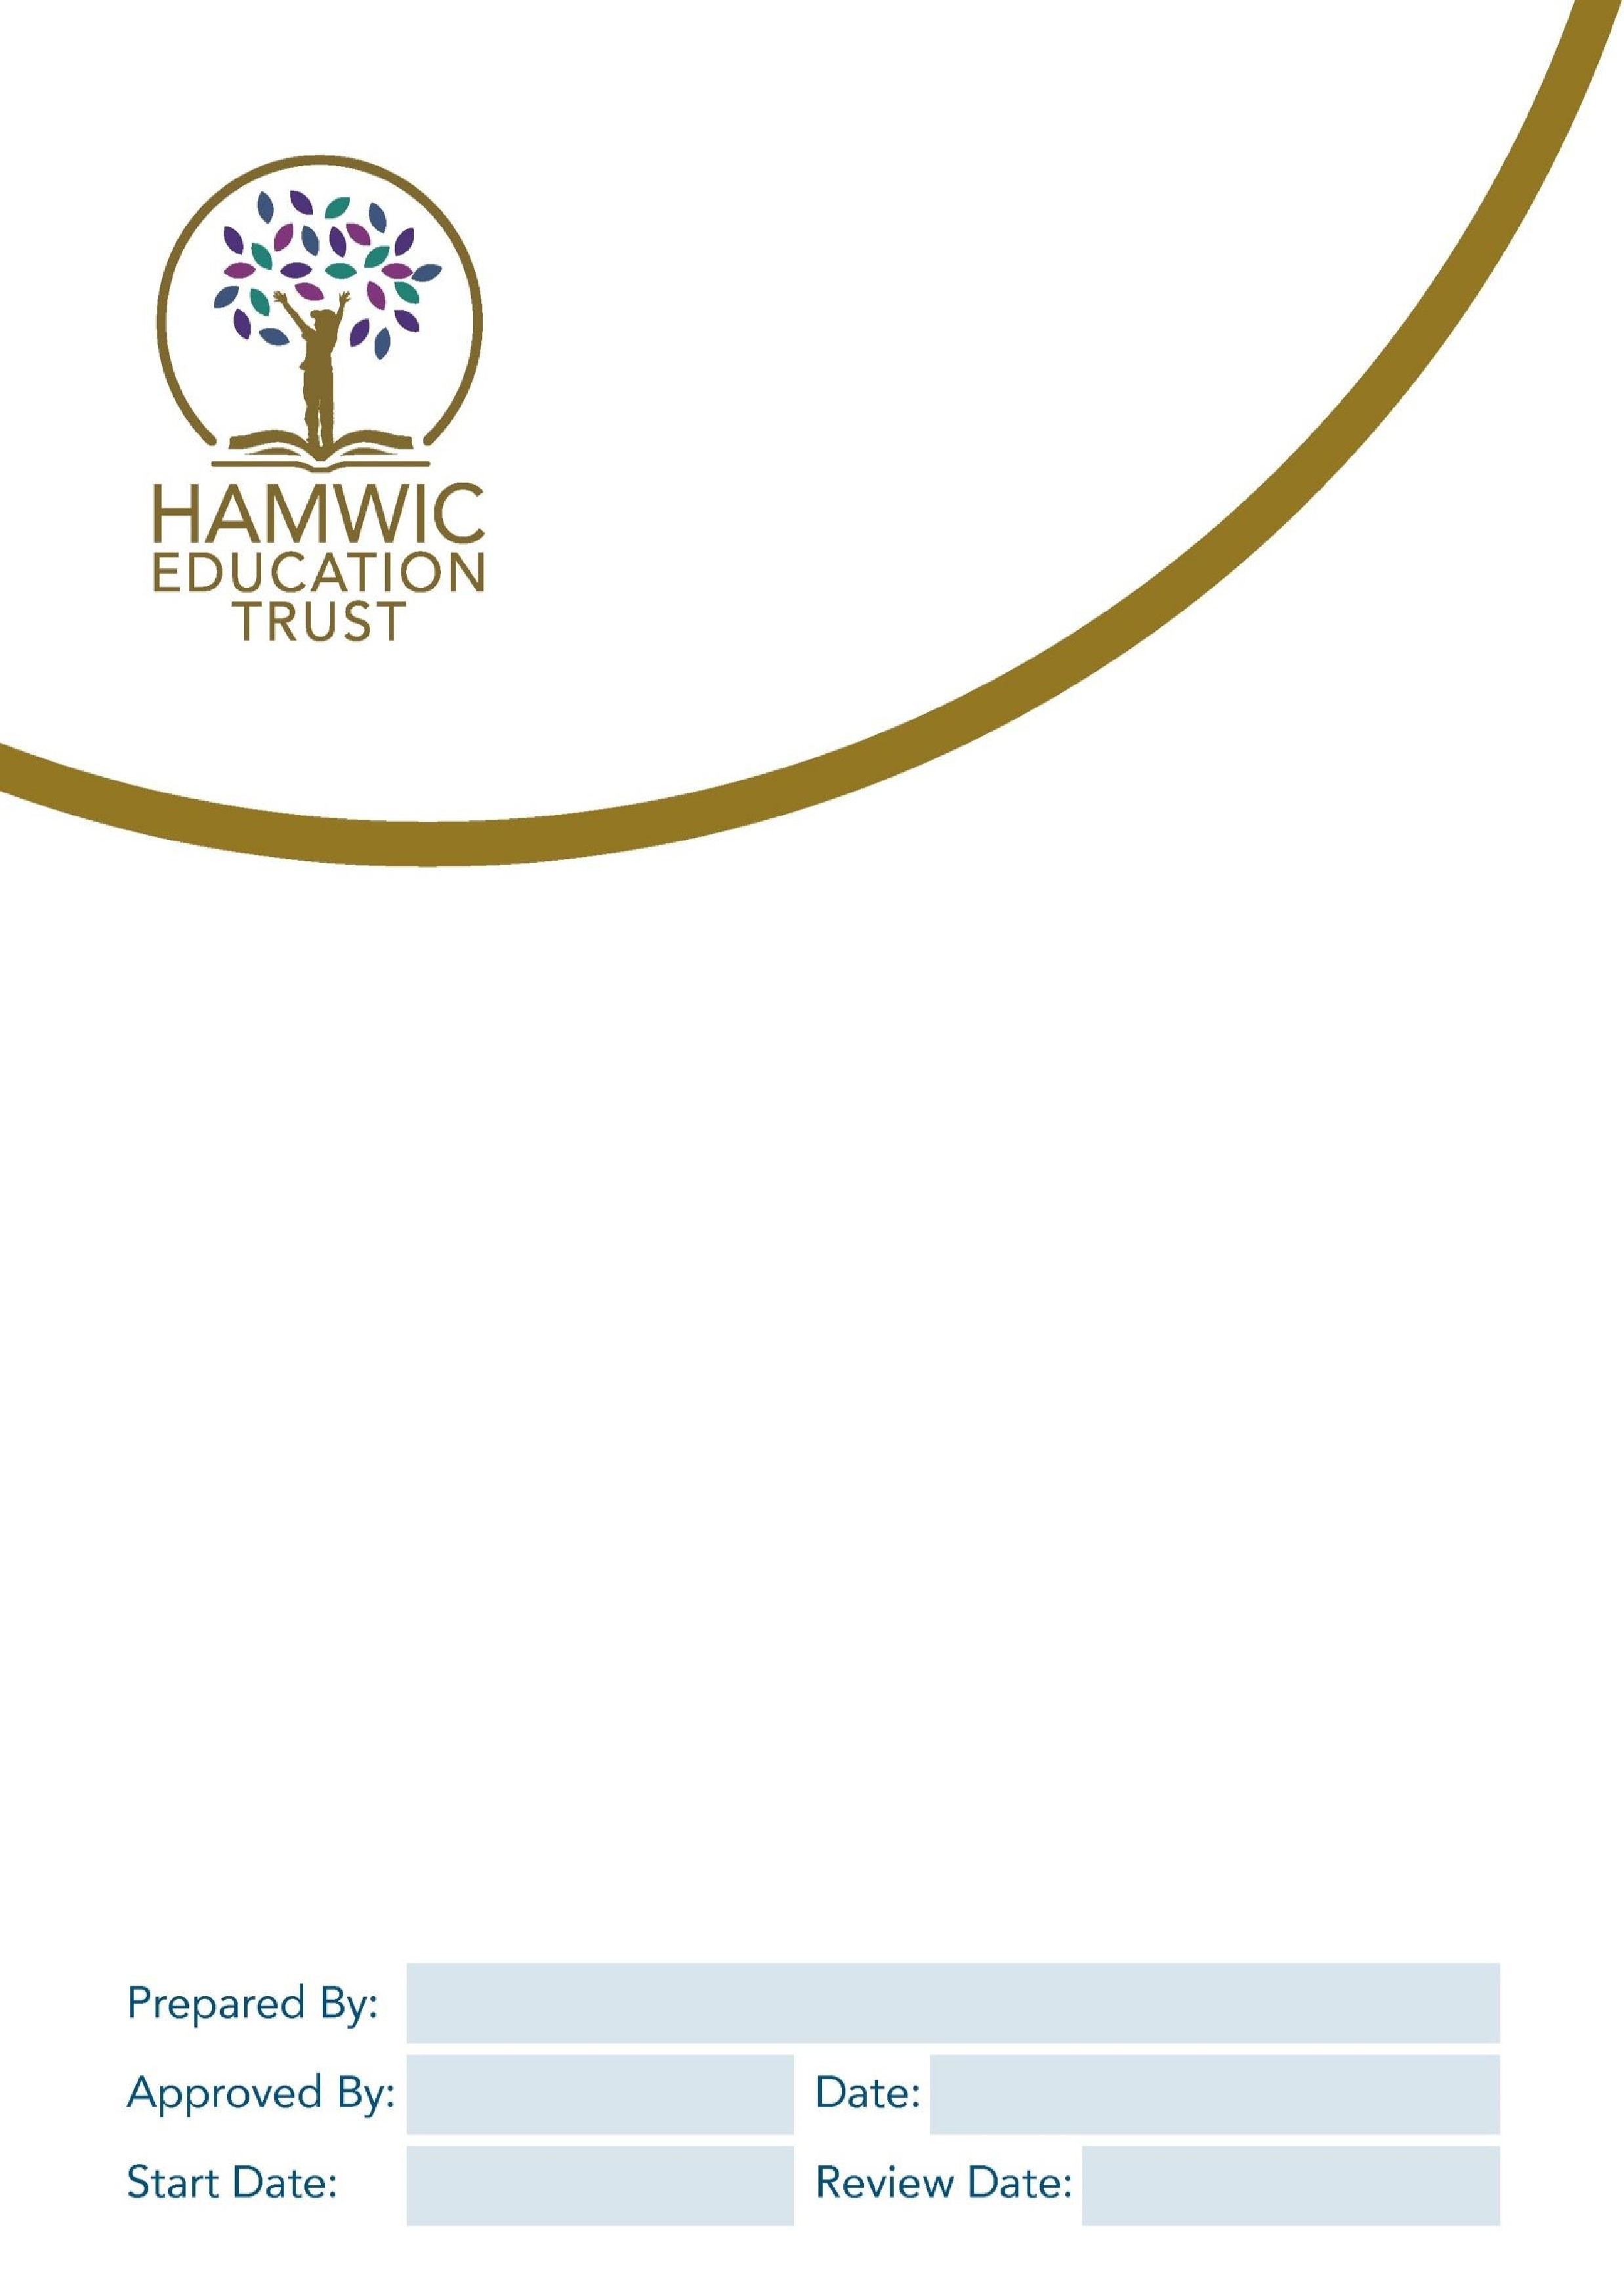 HAMWIC
EDUCATION
TRUST
Prepared By:
Approved By:
Date:
Start Date:
Review Date: